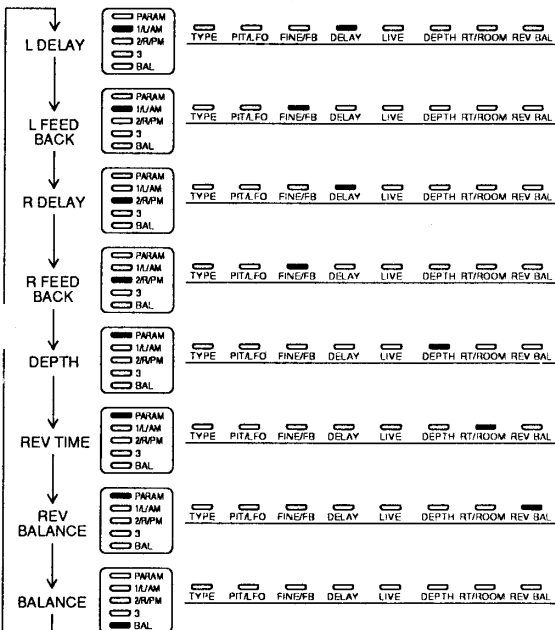 L DELAY
PARAM
1/L/AM
2/R/PM
3
BAL
TYPE PIT/LFO FINE/FB DELAY LIVE DEPTH RT/ROOM REV BAL
L FEED
BACK
PARAM
1/L/AM
2/R/PM
3
BAL
TYPE PIT/LFO FINE/FB DELAY LIVE DEPTH RT/ROOM REV BAL
R DELAY
PARAM
1/L/AM
2/R/PM
3
BAL
TYPE PIT/LFO FINE/FB DELAY LIVE DEPTH RT/ROOM REV BAL
R FEED
BACK
PARAM
1/L/AM
2/R/PM
3
BAL
TYPE PIT/LFO FINE/FB DELAY LIVE DEPTH RT/ROOM REV BAL
DEPTH
PARAM
1/L/AM
2/R/PM
3
BAL
TYPE PIT/LFO FINE/FB DELAY LIVE DEPTH RT/ROOM REV BAL
REV TIME
PARAM
1/L/AM
2/R/PM
3
BAL
TYPE PIT/LFO FINE/FB DELAY LIVE DEPTH RT/ROOM REV BAL
REV
BALANCE
PARAM
1/L/AM
2/R/PM
3
BAL
TYPE PIT/LFO FINE/FB DELAY LIVE DEPTH RT/ROOM REV BAL
BALANCE
PARAM
1/L/AM
2/R/PM
3
BAL
TYPE PIT/LFO FINE/FB DELAY LIVE DEPTH RT/ROOM REV BAL